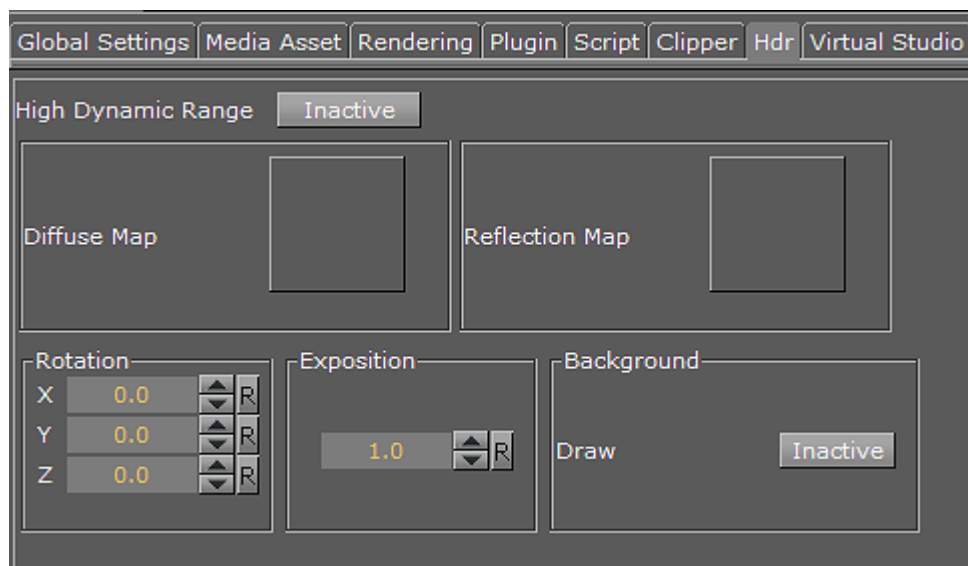 Global Settings Media Asset Rendering Plugin Script Clipper Hdr Virtual Studio
High Dynamic Range Inactive
Diffuse Map Reflection Map
Rotation Exposition Background
X 0.0 R
Y 0.0 R 1.0 R Draw Inactive
Z 0.0 R